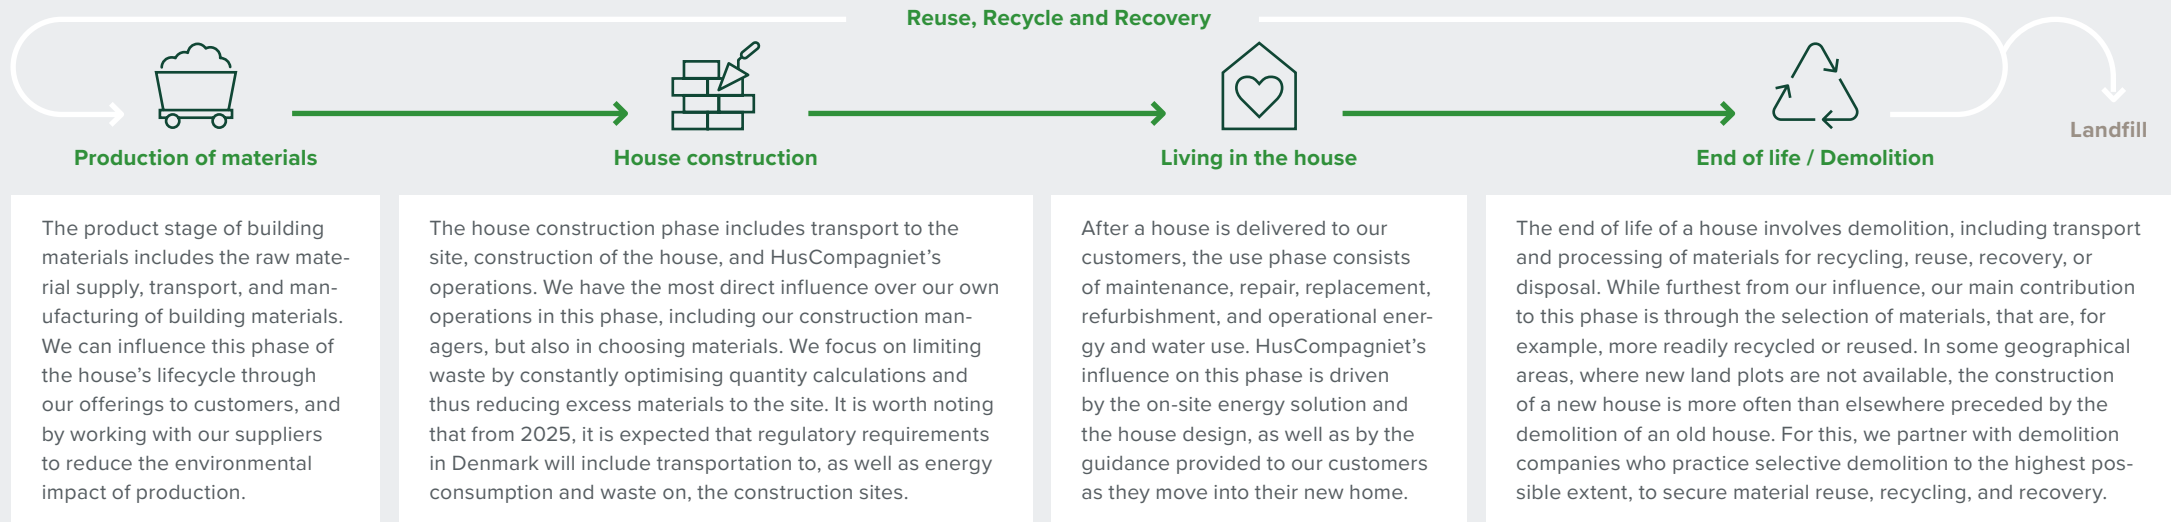 Reuse, Recycle and Recovery
Landfill
Production of materials
House construction
Living in the house
End of life / Demolition
The product stage of building
materials includes the raw mate-
rial supply, transport, and man-
ufacturing of building materials.
We can influence this phase of
the house's lifecycle through
our offerings to customers, and
by working with our suppliers
to reduce the environmental
impact of production.
The house construction phase includes transport to the
site, construction of the house, and HusCompagniet's
operations. We have the most direct influence over our own
operations in this phase, including our construction man-
agers, but also in choosing materials. We focus on limiting
waste by constantly optimising quantity calculations and
thus reducing excess materials to the site. It is worth noting
that from 2025, it is expected that regulatory requirements
in Denmark will include transportation to, as well as energy
consumption and waste on, the construction sites.
After a house is delivered to our
customers, the use phase consists
of maintenance, repair, replacement,
refurbishment, and operational ener-
gy and water use. HusCompagniet's
influence on this phase is driven
by the on-site energy solution and
the house design, as well as by the
guidance provided to our customers
as they move into their new home.
The end of life of a house involves demolition, including transport
and processing of materials for recycling, reuse, recovery, or
disposal. While furthest from our influence, our main contribution
to this phase is through the selection of materials, that are, for
example, more readily recycled or reused. In some geographical
areas, where new land plots are not available, the construction
of a new house is more often than elsewhere preceded by the
demolition of an old house. For this, we partner with demolition
companies who practice selective demolition to the highest pos-
sible extent, to secure material reuse, recycling, and recovery.